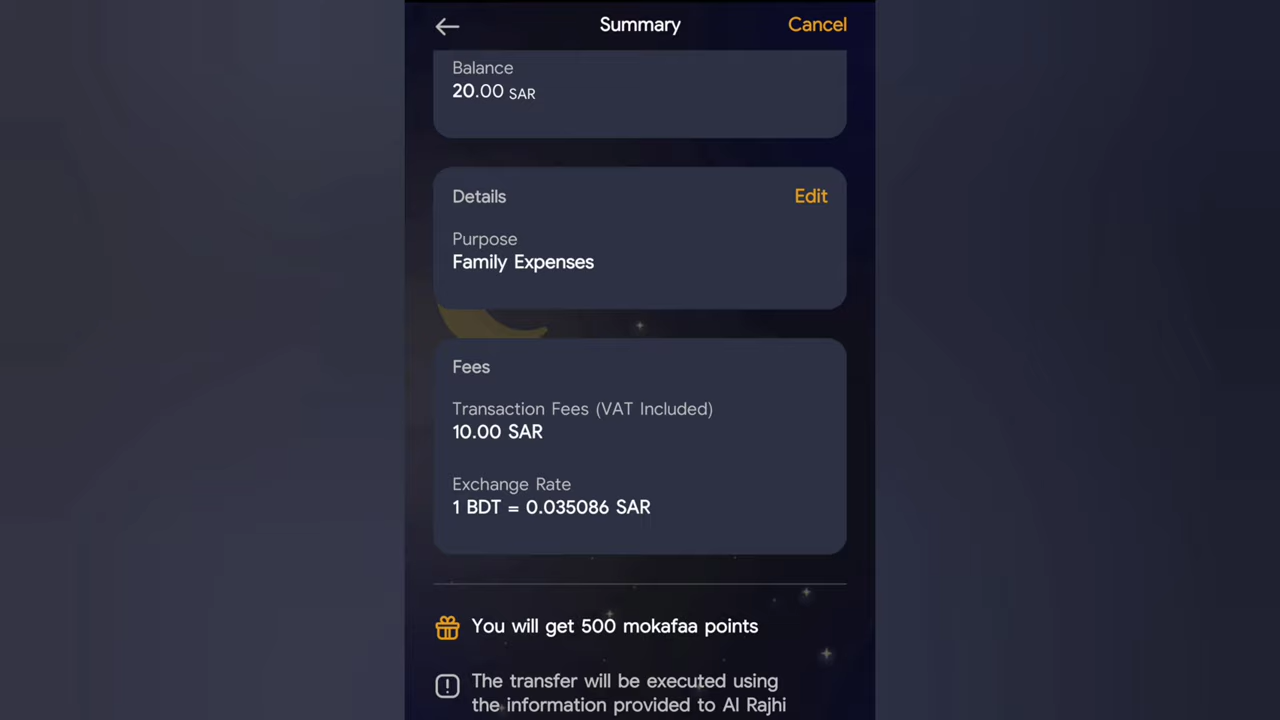 Summary
Cancel
Balance
20.00 SAR
Details
Edit
Purpose
Family Expenses
Fees
Transaction Fees (VAT Included)
10.00 SAR
Exchange Rate
1 BDT = 0.035086 SAR
You will get 500 mokafaa points
The transfer will be executed using
the information provided to Al Rajhi